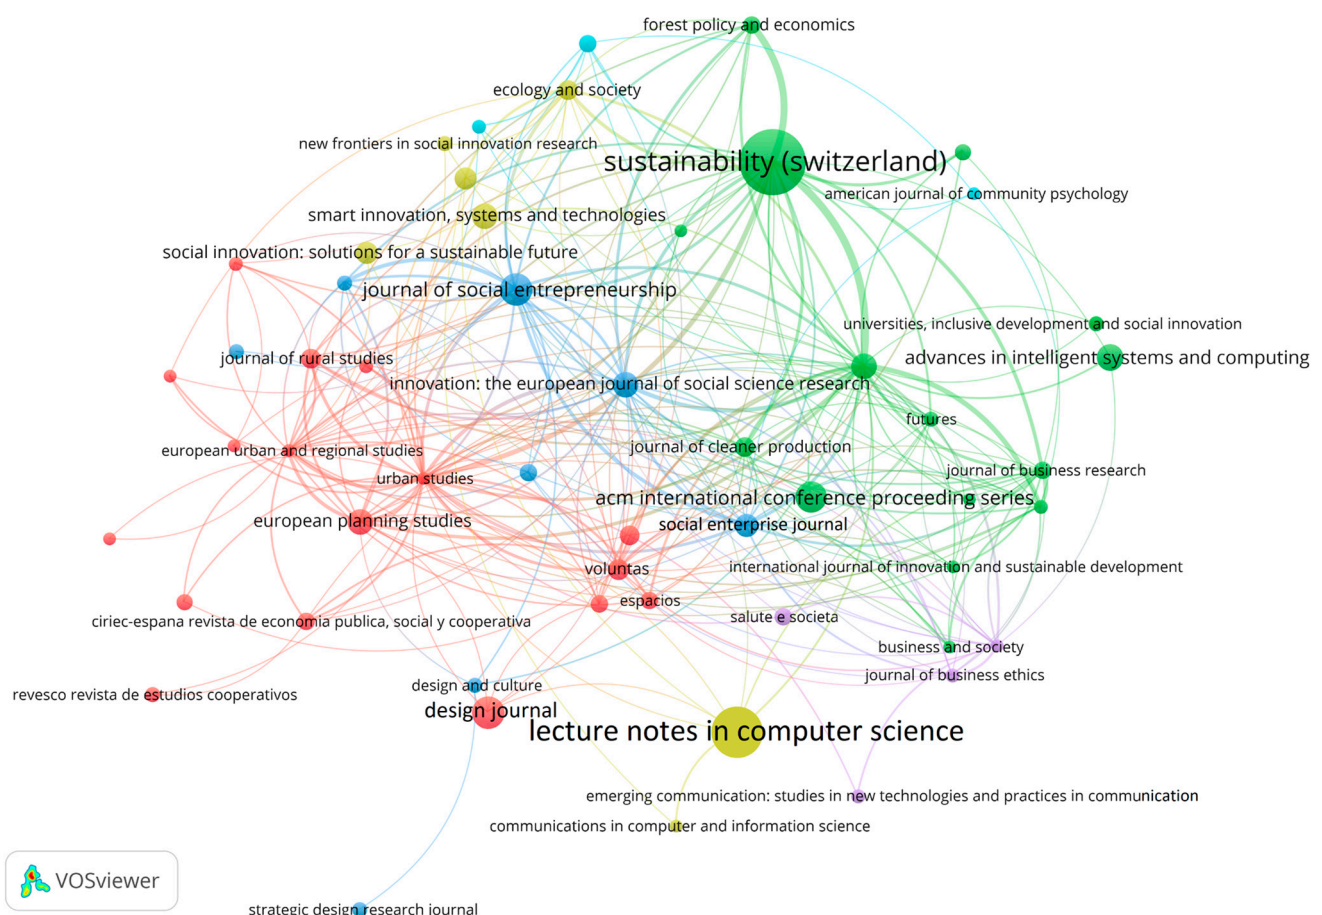 forest policy and economics
ecology and society
new frontiers in social innovation research
sustainability (switzerland)
american journal of community psychology
smart innovation, systems and technologies
social innovation: solutions for a sustainable future
journal of social entrepreneurship
universities, inclusive development and social innovation
journal of rural studies
advances in intelligent systems and computing
innovation: the european journal of social science research
futures
european urban and regional studies
journal of cleaner production
journal of business research
urban studies
acm international conference proceeding series
european planning studies
social enterprise journal
voluntas
international journal of innovation and sustainable development
espacios
ciriec-espana revista de economia publica, social y cooperativa
salute e societa
business and society
journal of business ethics
design and culture
revesco revista de estudios cooperativos
design journal
lecture notes in computer science
emerging communication: studies in new technologies and practices in communication
communications in computer and information science
VOSviewer
strategic design research journal